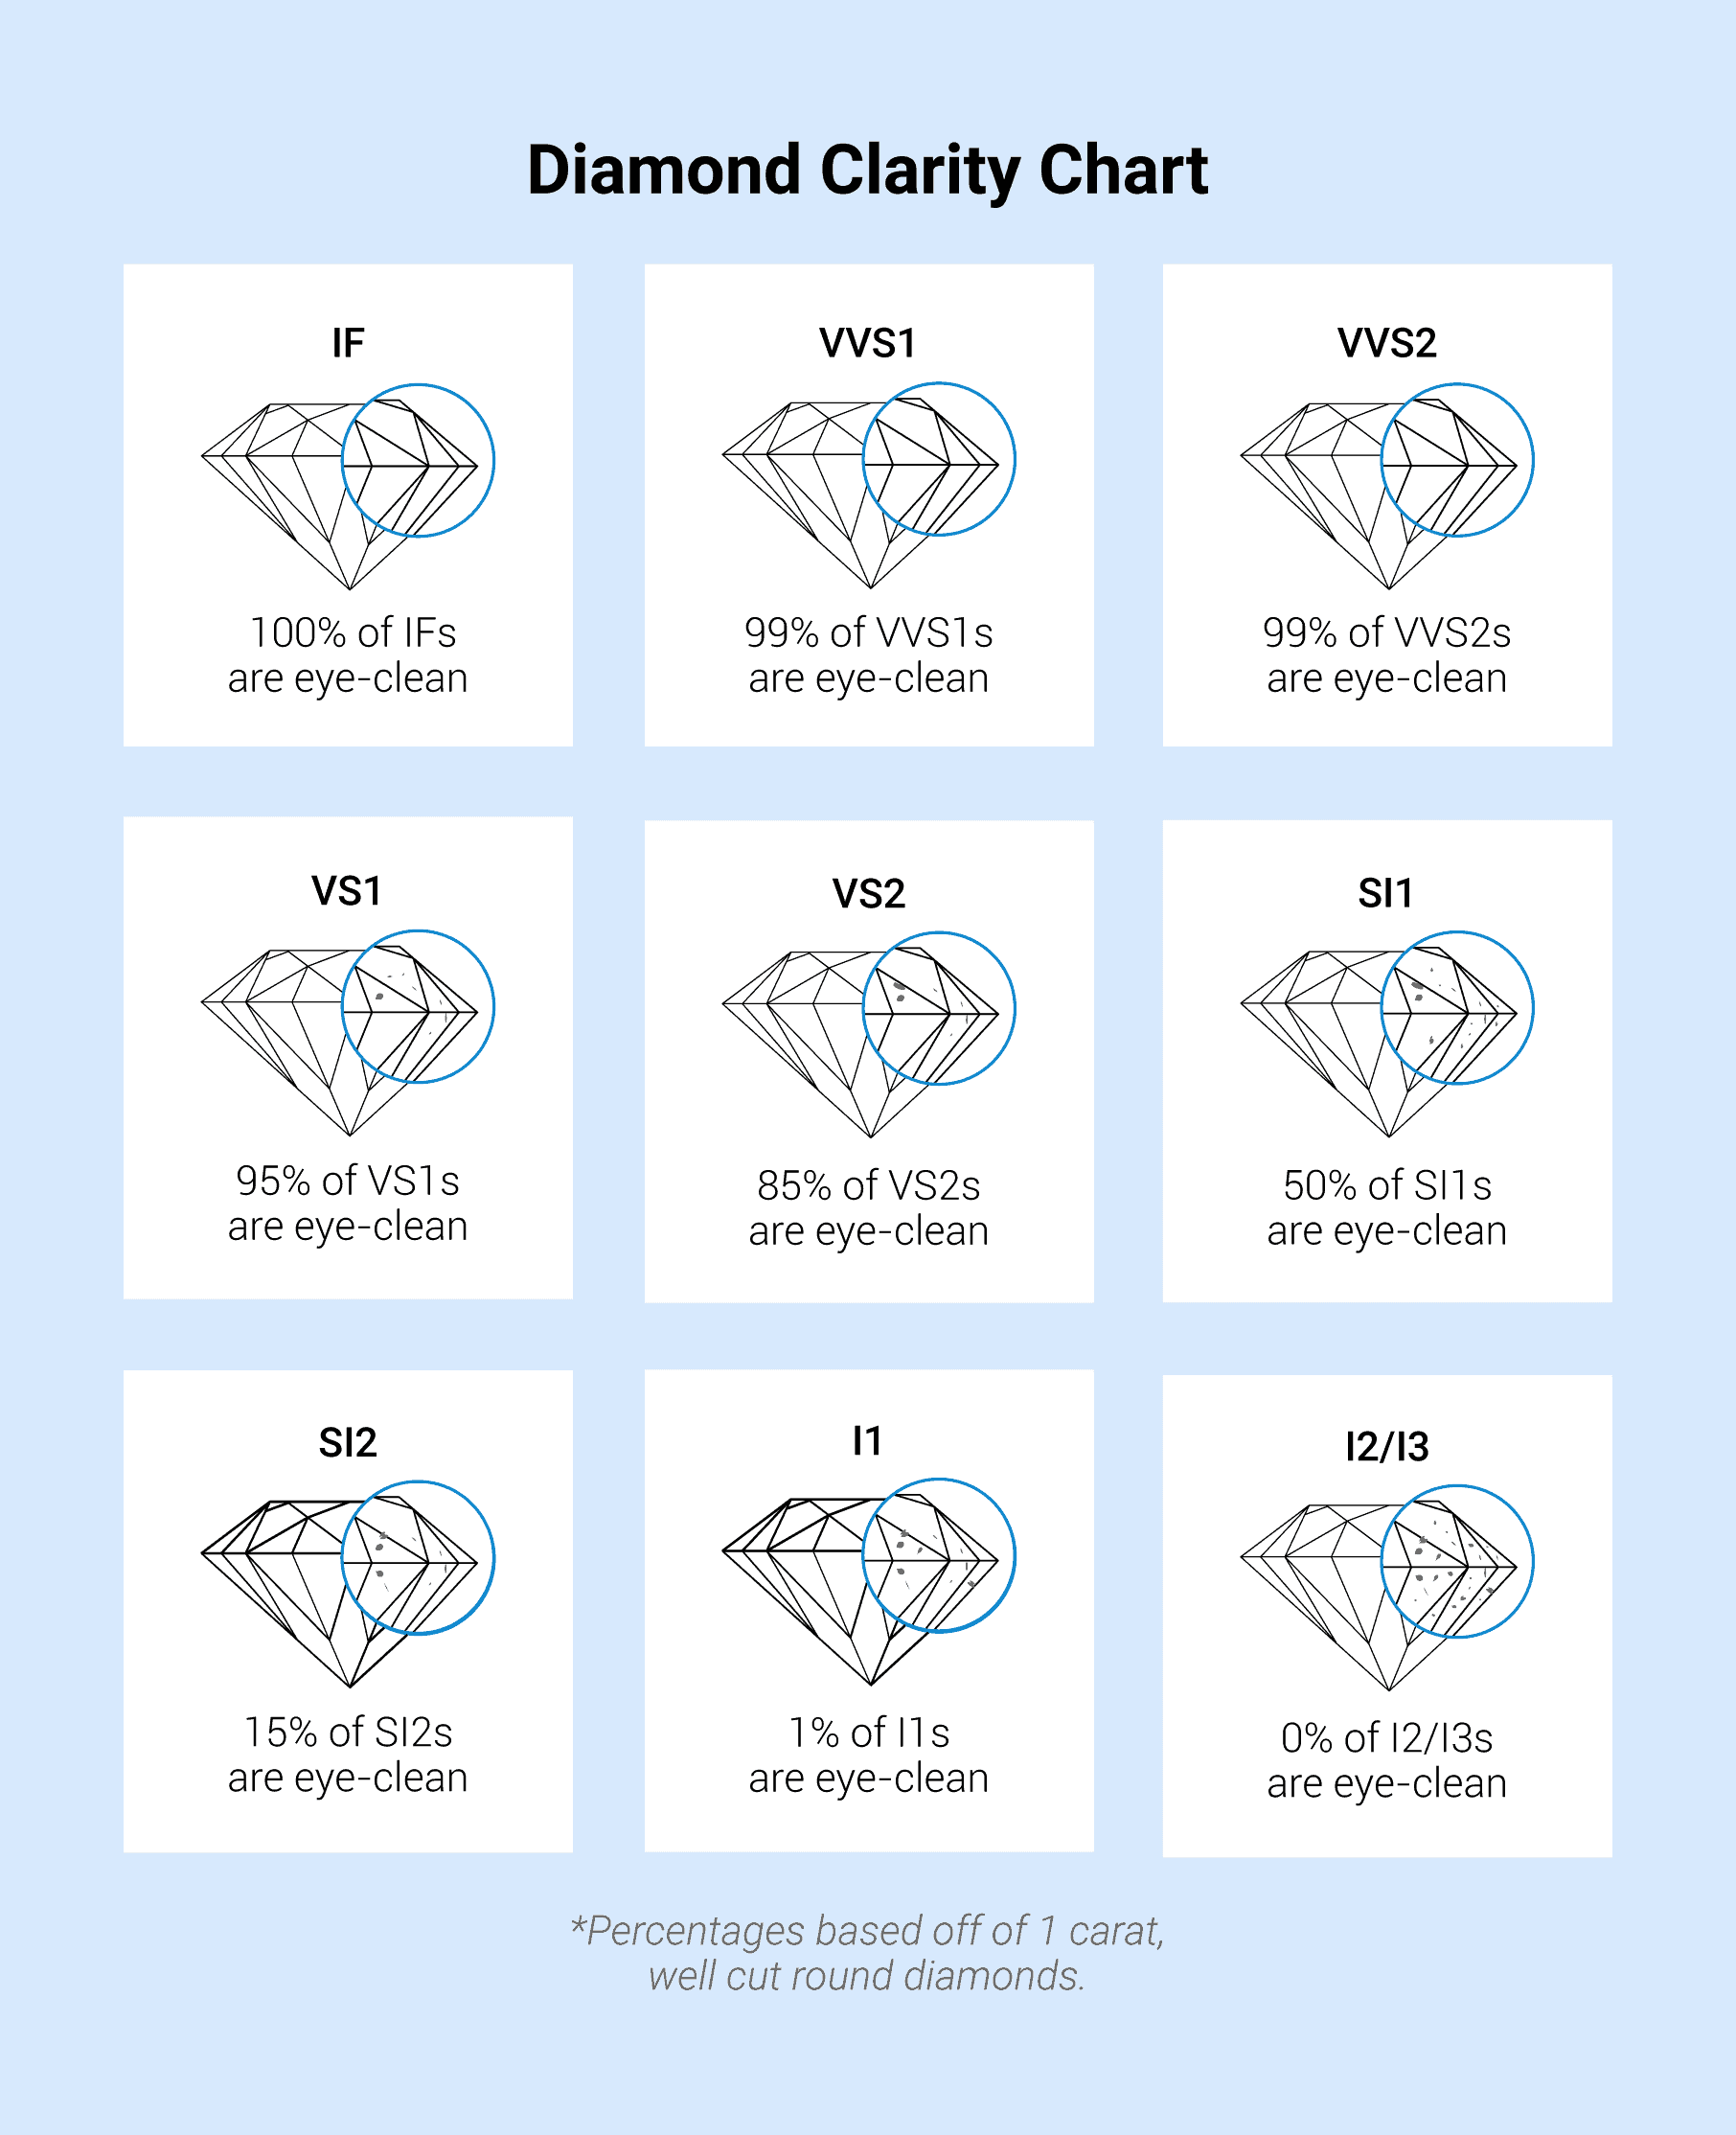 Diamond Clarity Chart
IF
100% of IFs
are eye-clean
VVS1
99% of VVS1s
are eye-clean
VVS2
99% of VVS2s
are eye-clean
VS1
95% of VS1s
are eye-clean
VS2
85% of VS2s
are eye-clean
SI1
50% of SI1s
are eye-clean
SI2
15% of SI2s
are eye-clean
I1
1% of I1s
are eye-clean
I2/I3
0% of I2/I3s
are eye-clean
*Percentages based off of 1 carat,
well cut round diamonds.